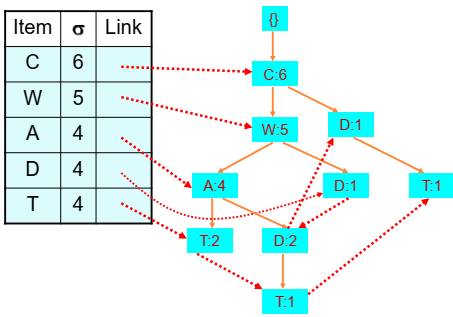 Item σ Link
C 6
W 5
A 4
D 4
T 4
{}
C:6
W:5
D:1
A:4
D:1
T:1
T:2
D:2
T:1